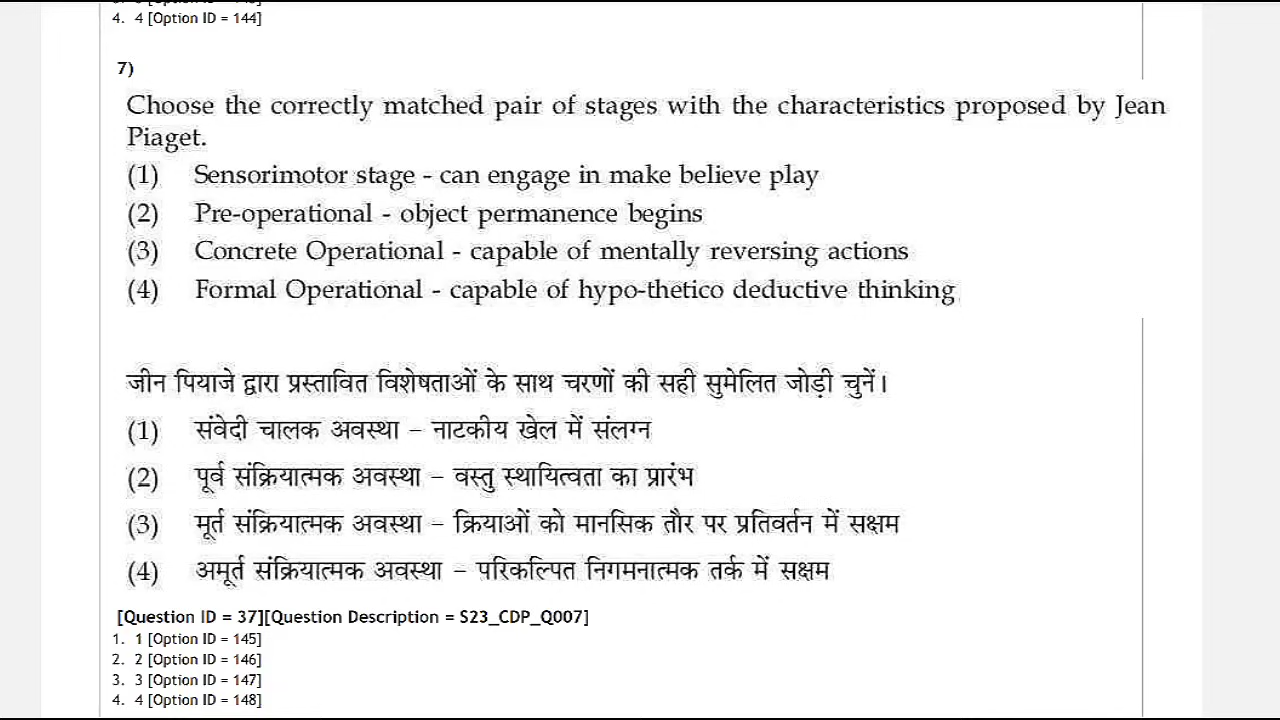 4. 4 [Option ID = 144]
7)
Choose the correctly matched pair of stages with the characteristics proposed by Jean
Piaget.
(1) Sensorimotor stage - can engage in make believe play
(2) Pre-operational - object permanence begins
(3) Concrete Operational - capable of mentally reversing actions
(4) Formal Operational - capable of hypo-thetico deductive thinking
जीन पियाजे द्वारा प्रस्तावित विशेषताओं के साथ चरणों की सही सुमेलित जोड़ी चुनें।
(1) संवेदी चालक अवस्था – नाटकीय खेल में संलग्न
(2) पूर्व संक्रियात्मक अवस्था – वस्तु स्थायित्वता का प्रारंभ
(3) मूर्त संक्रियात्मक अवस्था – क्रियाओं को मानसिक तौर पर प्रतिवर्तन में सक्षम
(4) अमूर्त संक्रियात्मक अवस्था – परिकल्पित निगमनात्मक तर्क में सक्षम
[Question ID = 37][Question Description = S23_CDP_Q007]
1. 1 [Option ID = 145]
2. 2 [Option ID = 146]
3. 3 [Option ID = 147]
4. 4 [Option ID = 148]